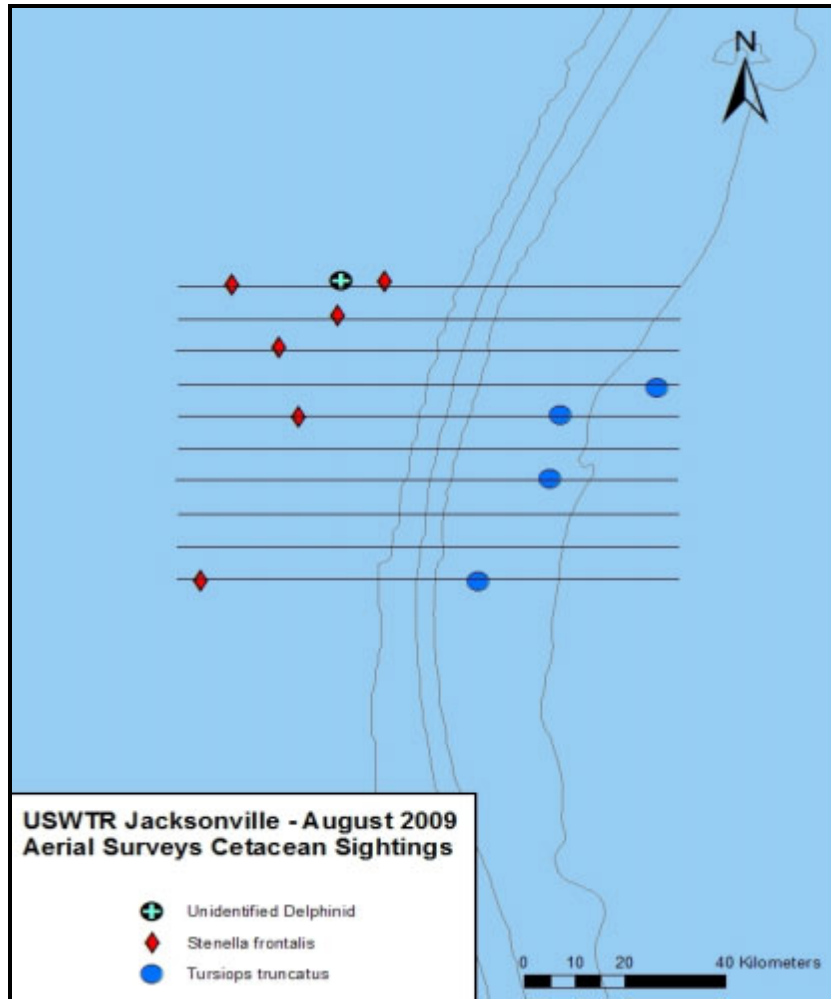 N
USWTR Jacksonville - August 2009
Aerial Surveys Cetacean Sightings
Unidentified Delphinid
Stenella frontalis
Tursiops truncatus
0 10 20 40 Kilometers